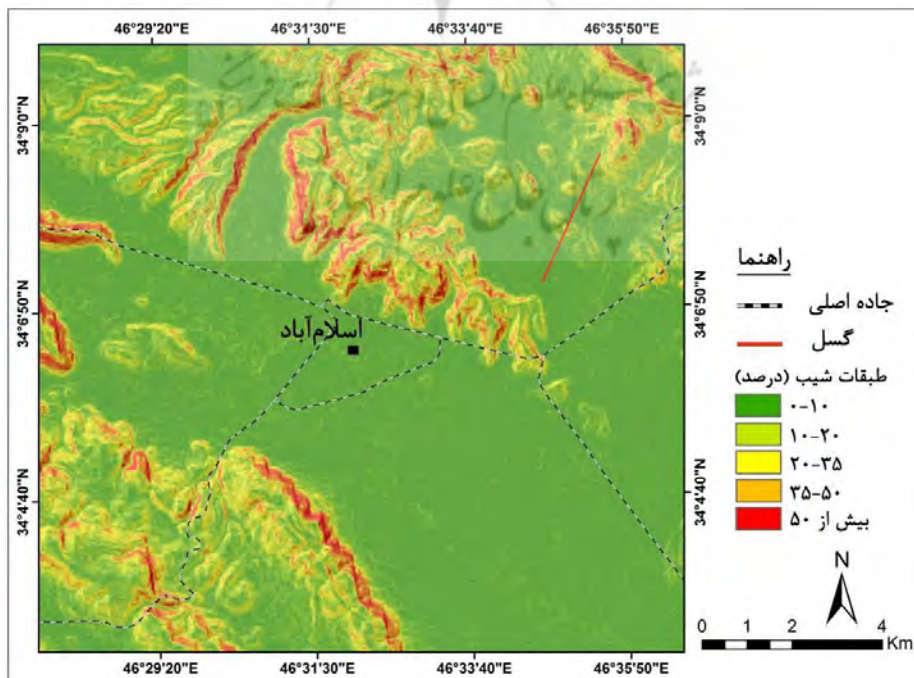 46°29'20"E 46°31'30"E 46°33'40"E 46°35'50"E
34°9'0"N
34°6'50"N
34°4'40"N
34°9'0"N
34°6'50"N
34°4'40"N
اسلام‌آباد
راهنما
جاده اصلی
گسل
طبقات شیب (درصد)
۰-۱۰
۱۰-۲۰
۲۰-۳۵
۳۵-۵۰
بیش از ۵۰
N
0 1 2 4
Km
46°29'20"E 46°31'30"E 46°33'40"E 46°35'50"E